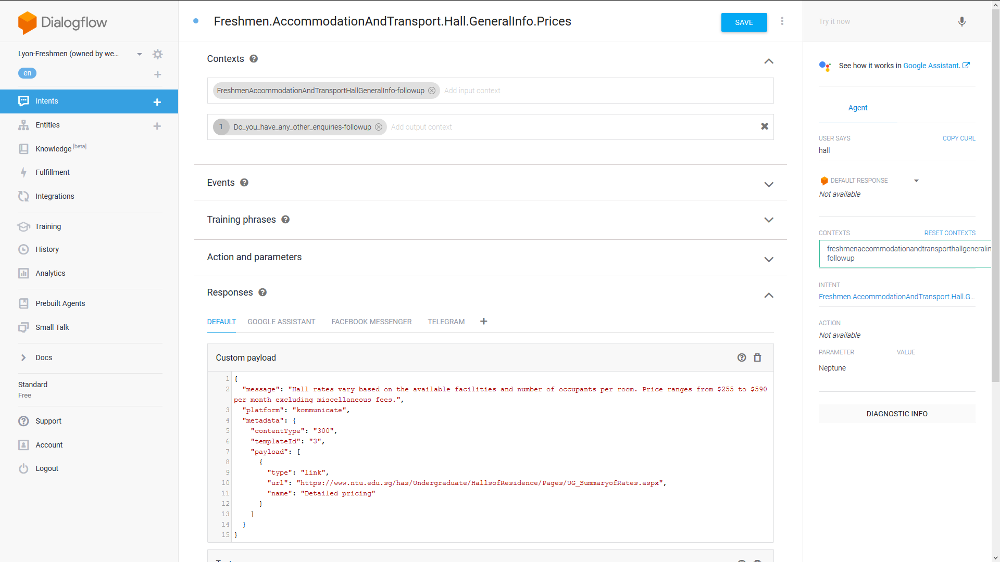 Dialogflow
Lyon-Freshmen (owned by we...
en
Intents
Entities
Knowledge [beta]
Fulfillment
Integrations
Training
History
Analytics
Prebuilt Agents
Small Talk
Docs
Standard
Free
Support
Account
Logout
Freshmen.AccommodationAndTransport.Hall.GeneralInfo.Prices
SAVE
Contexts
FreshmenAccommodationAndTransportHallGeneralInfo-followup Add input context
1 Do_you_have_any_other_enquiries-followup Add output context
Events
Training phrases
Action and parameters
Responses
DEFAULT GOOGLE ASSISTANT FACEBOOK MESSENGER TELEGRAM
Custom payload
1 {
2 "message": "Hall rates vary based on the available facilities and number of occupants per room. Price ranges from $255 to $590
per month excluding miscellaneous fees.",
3 "platform": "kommunicate",
4 "metadata": {
5 "contentType": "300",
6 "templateId": "3",
7 "payload": [
8 {
9 "type": "link",
10 "url": "https://www.ntu.edu.sg/has/Undergraduate/HallsofResidence/Pages/UG_SummaryofRates.aspx",
11 "name": "Detailed pricing"
12 }
13 ]
14 }
15 }
Try it now
See how it works in Google Assistant.
Agent
USER SAYS COPY CURL
hall
DEFAULT RESPONSE
Not available
CONTEXTS RESET CONTEXTS
freshmenaccommodationandtransporthallgeneralin
followup
INTENT
Freshmen.AccommodationAndTransport.Hall.G...
ACTION
Not available
PARAMETER VALUE
Neptune
DIAGNOSTIC INFO